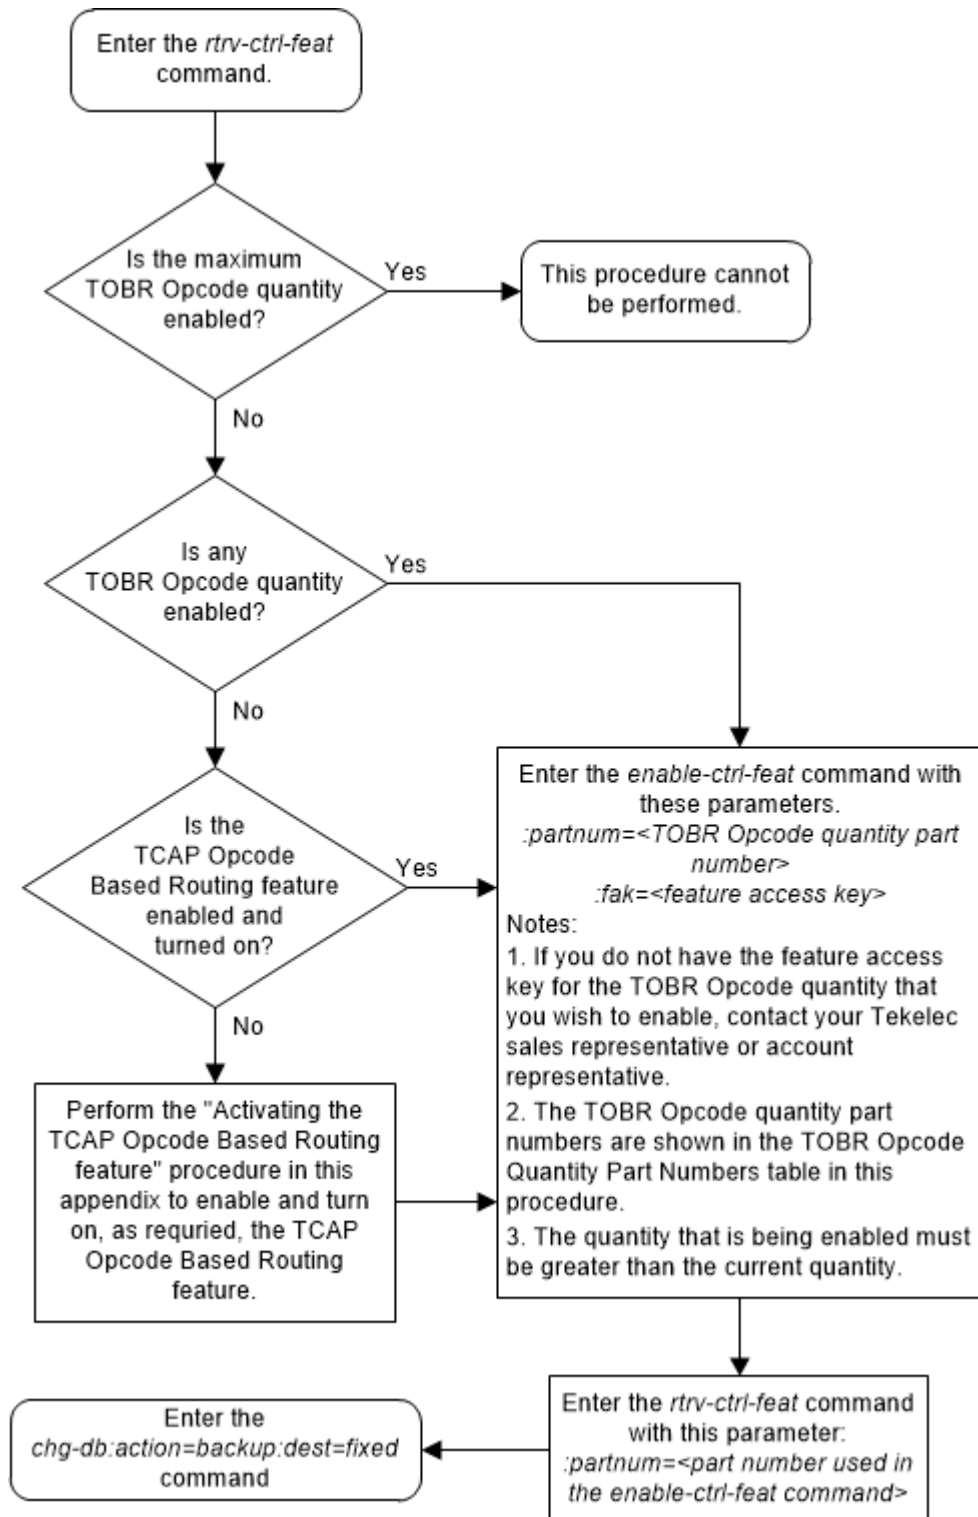 Enter the rtrv-ctrl-feat
command.
Is the maximum
TOBR Opcode quantity
enabled?
Yes
This procedure cannot
be performed.
No
Is any
TOBR Opcode quantity
enabled?
Yes
No
Is the
TCAP Opcode
Based Routing feature
enabled and
turned on?
Yes
No
Perform the "Activating the
TCAP Opcode Based Routing
feature" procedure in this
appendix to enable and turn
on, as requried, the TCAP
Opcode Based Routing
feature.
Enter the enable-ctrl-feat command with
these parameters.
:partnum=<TOBR Opcode quantity part
number>
:fak=<feature access key>
Notes:
1. If you do not have the feature access
key for the TOBR Opcode quantity that
you wish to enable, contact your Tekelec
sales representative or account
representative.
2. The TOBR Opcode quantity part
numbers are shown in the TOBR Opcode
Quantity Part Numbers table in this
procedure.
3. The quantity that is being enabled must
be greater than the current quantity.
Enter the rtrv-ctrl-feat command
with this parameter:
:partnum=<part number used in
the enable-ctrl-feat command>
Enter the
chg-db:action=backup:dest=fixed
command